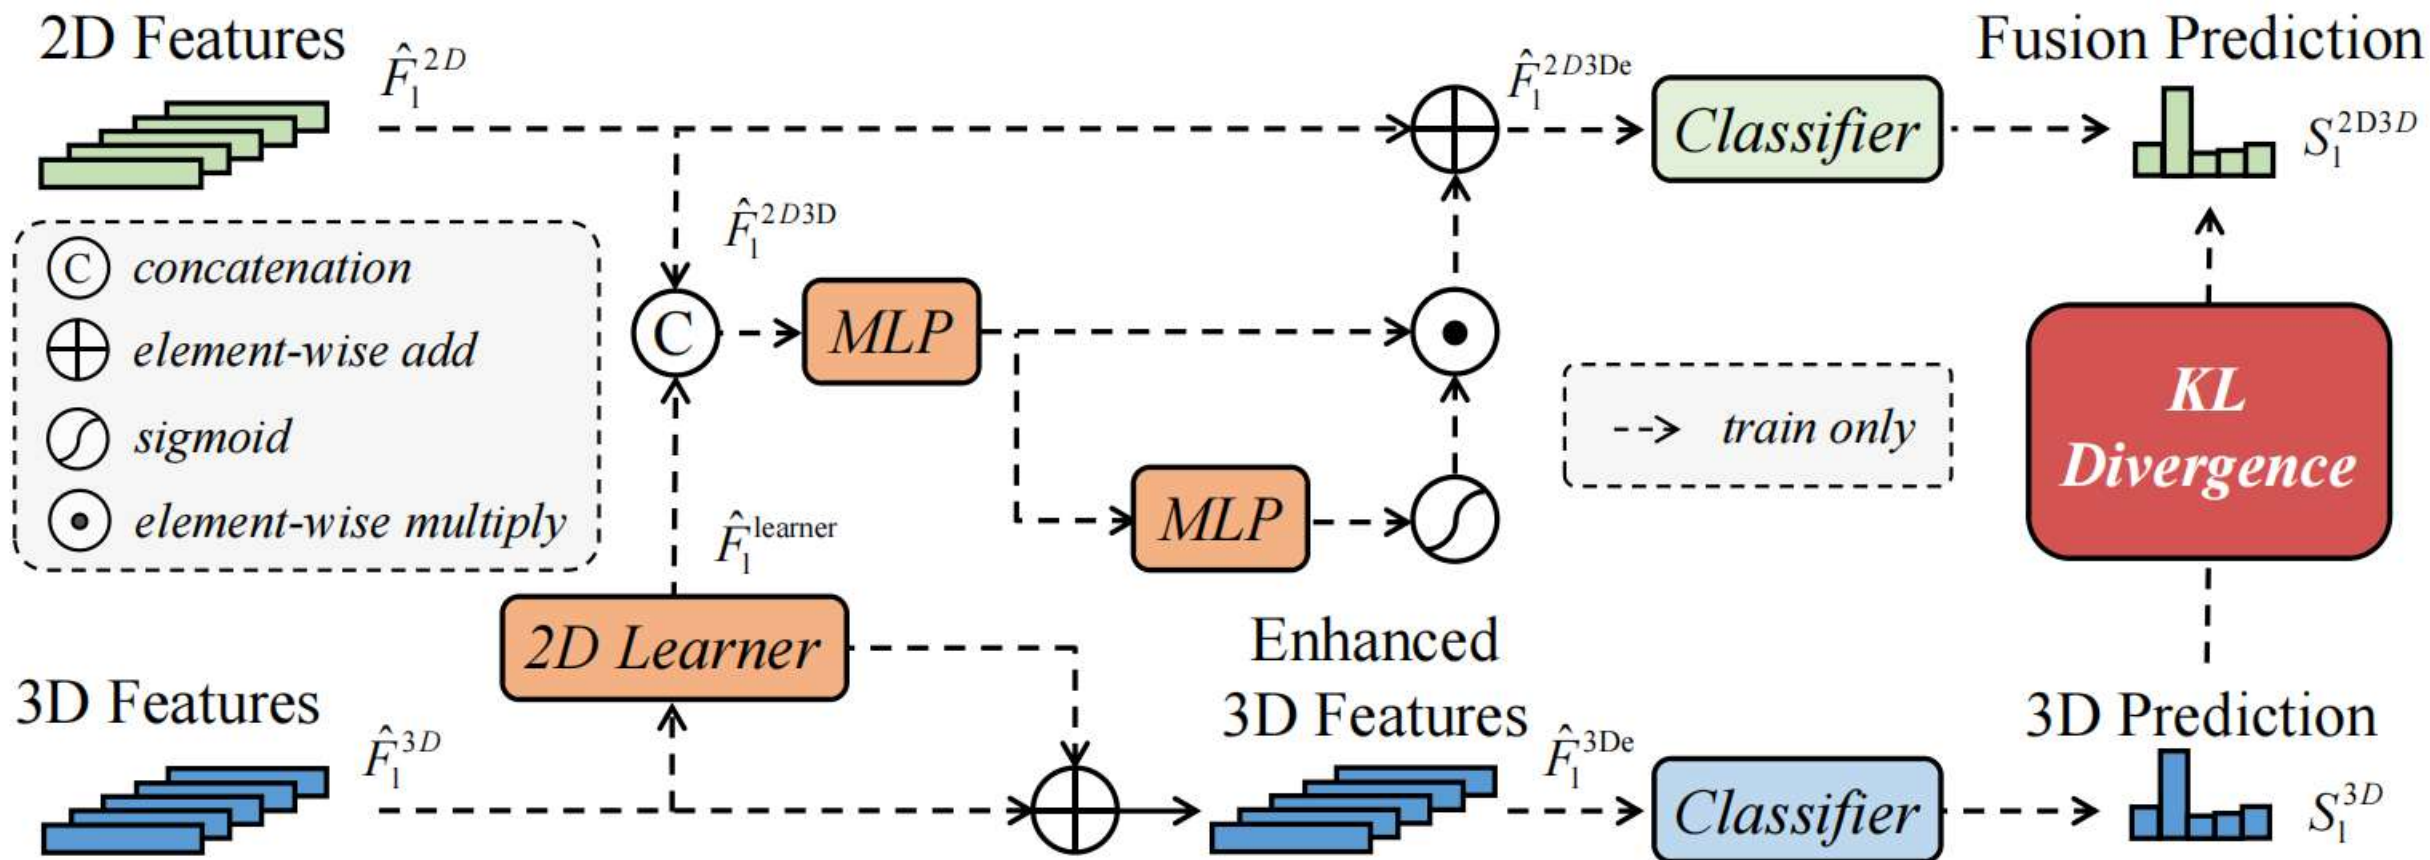 2D Features
F̂₁^2D
F̂₁^2D3De
Classifier
Fusion Prediction
S₁^2D3D
F̂₁^2D3D
C concatenation
element-wise add
sigmoid
element-wise multiply
C
MLP
train only
KL
Divergence
MLP
F̂₁^learner
2D Learner
Enhanced
3D Features
3D Features
F̂₁^3D
F̂₁^3De
Classifier
3D Prediction
S₁^3D